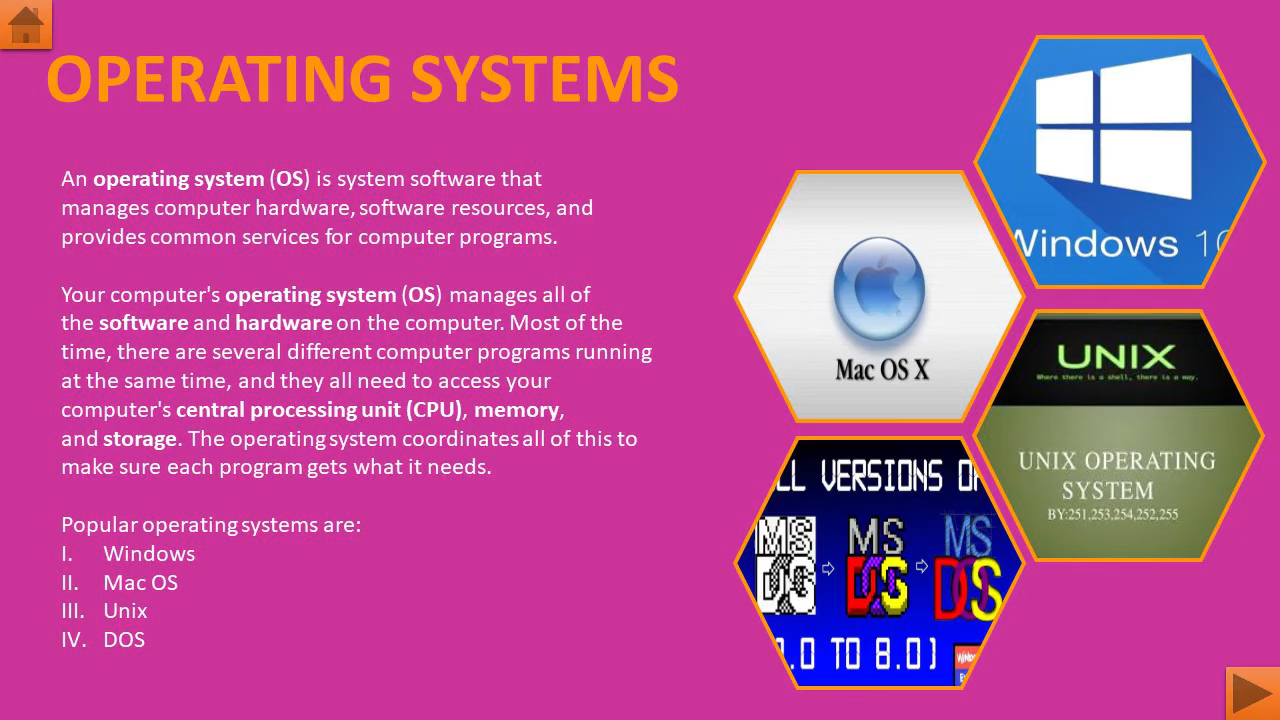 OPERATING SYSTEMS
An operating system (OS) is system software that
manages computer hardware, software resources, and
provides common services for computer programs.
Your computer's operating system (OS) manages all of
the software and hardware on the computer. Most of the
time, there are several different computer programs running
at the same time, and they all need to access your
computer's central processing unit (CPU), memory,
and storage. The operating system coordinates all of this to
make sure each program gets what it needs.
Popular operating systems are:
I. Windows
II. Mac OS
III. Unix
IV. DOS
Windows 10
Mac OS X
UNIX
Where there is a shell, there is a way.
UNIX OPERATING
SYSTEM
BY:251,253,254,252,255
LL VERSIONS O
MS DOS MS DOS MS DOS
.0 TO 8.0)